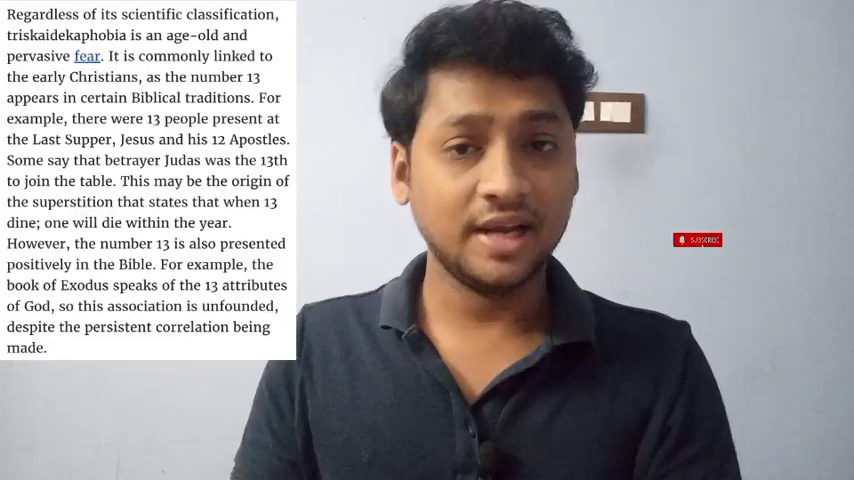 Regardless of its scientific classification,
triskaidekaphobia is an age-old and
pervasive fear. It is commonly linked to
the early Christians, as the number 13
appears in certain Biblical traditions. For
example, there were 13 people present at
the Last Supper, Jesus and his 12 Apostles.
Some say that betrayer Judas was the 13th
to join the table. This may be the origin of
the superstition that states that when 13
dine; one will die within the year.
However, the number 13 is also presented
positively in the Bible. For example, the
book of Exodus speaks of the 13 attributes
of God, so this association is unfounded,
despite the persistent correlation being
made.
SUBSCRIBE